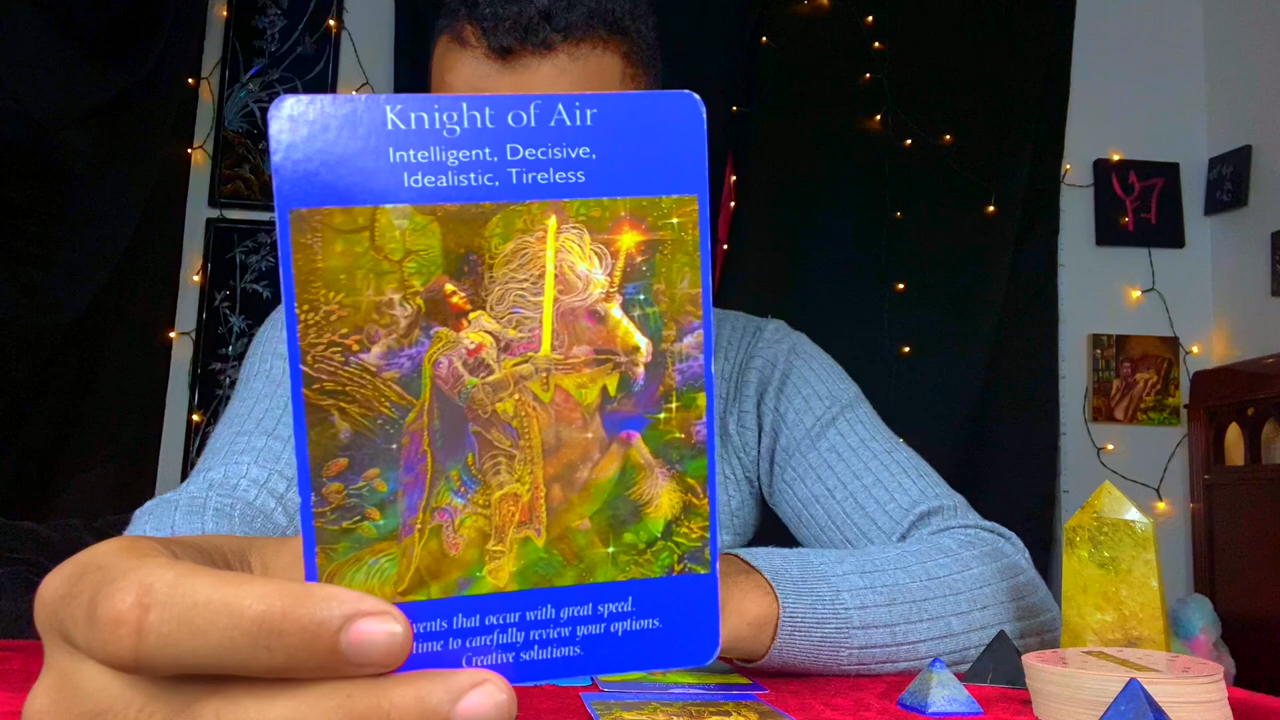 Knight of Air
Intelligent, Decisive,
Idealistic, Tireless
vents that occur with great speed.
time to carefully review your options.
Creative solutions.